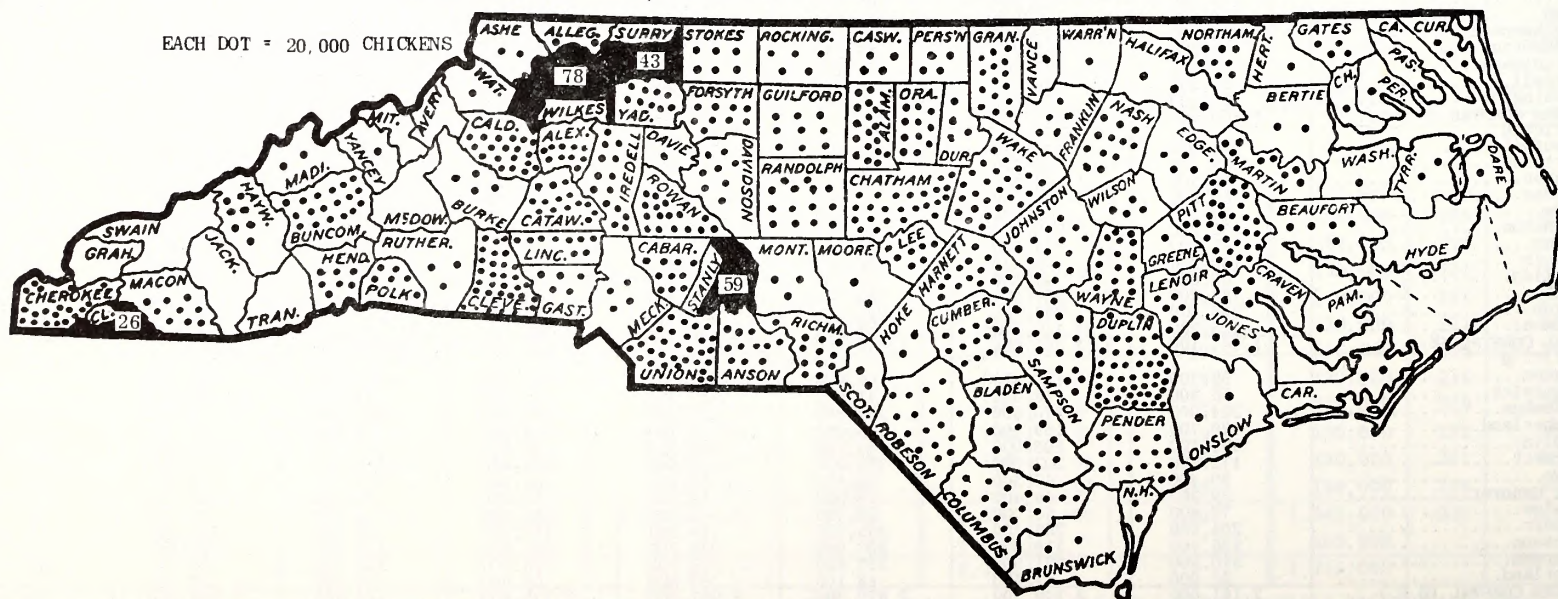 EACH DOT = 20,000 CHICKENS
ASHE
ALLEG.
SURRY
STOKES
ROCKING.
CASW.
PERS'N
GRAN.
VANCE
WARR'N
HALIFAX
NORTHAM.
HERT.
GATES
CA.
CUR.
PAS.
PER.
CH.
78
43
WAT.
WILKES
YAD.
FORSYTH
GUILFORD
ALAM.
ORA.
DUR.
FRANKLIN
NASH
BERTIE
AVERY
MIT.
CALD.
ALEX.
IREDELL
DAVIE
DAVIDSON
RANDOLPH
CHATHAM
WAKE
EDGE.
MARTIN
WASH.
TYRR.
DARE
YANCEY
MADI.
HAYW.
BUNCOM.
McDOW.
BURKE
CATAW.
ROWAN
JOHNSTON
WILSON
PITT
BEAUFORT
HYDE
SWAIN
GRAH.
JACK.
HEND.
RUTHER.
LINC.
CABAR.
STANLY
59
MONT.
MOORE
LEE
HARNETT
WAYNE
GREENE
LENOIR
CRAVEN
PAM.
CHEROKEE
CL.
26
MACON
TRAN.
POLK
CLEVE.
GAST.
MECK.
UNION
ANSON
RICHM.
HOKE
CUMBER.
SAMPSON
DUPLIN
JONES
CAR.
SCOT.
ROBESON
BLADEN
PENDER
ONSLOW
COLUMBUS
N.H.
BRUNSWICK